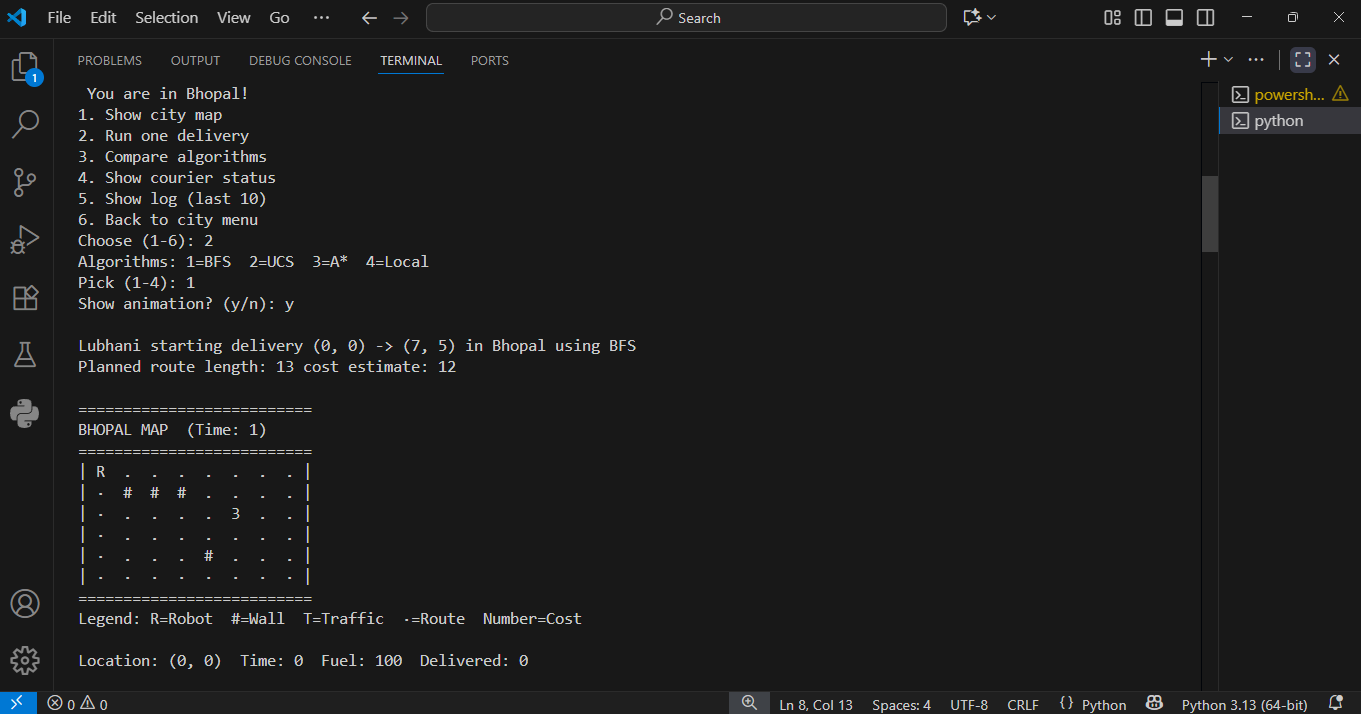 File Edit Selection View Go ··· ← → Search
PROBLEMS OUTPUT DEBUG CONSOLE TERMINAL PORTS
powersh...
python
1
You are in Bhopal!
1. Show city map
2. Run one delivery
3. Compare algorithms
4. Show courier status
5. Show log (last 10)
6. Back to city menu
Choose (1-6): 2
Algorithms: 1=BFS  2=UCS  3=A*  4=Local
Pick (1-4): 1
Show animation? (y/n): y
Lubhani starting delivery (0, 0) -> (7, 5) in Bhopal using BFS
Planned route length: 13 cost estimate: 12
==========================
BHOPAL MAP  (Time: 1)
==========================
| R  .  .  .  .  .  .  . |
| ·  #  #  #  .  .  .  . |
| ·  .  .  .  .  3  .  . |
| ·  .  .  .  .  .  .  . |
| ·  .  .  .  #  .  .  . |
| ·  ·  ·  ·  ·  ·  ·  · |
==========================
Legend: R=Robot  #=Wall  T=Traffic  ·=Route  Number=Cost
Location: (0, 0)  Time: 0  Fuel: 100  Delivered: 0
0 0 Ln 8, Col 13 Spaces: 4 UTF-8 CRLF {} Python Python 3.13 (64-bit)